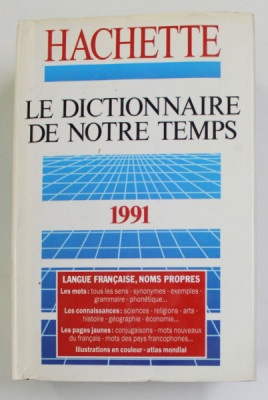 HACHETTE
LE DICTIONNAIRE
DE NOTRE TEMPS
1991
LANGUE FRANÇAISE, NOMS PROPRES
Les mots : tous les sens - synonymes - exemples -
grammaire - phonétique...
Les connaissances : sciences - religions - arts -
histoire - géographie - économie...
Les pages jaunes : conjugaisons - mots nouveaux
du français - mots des pays francophones...
Illustrations en couleur - atlas mondial